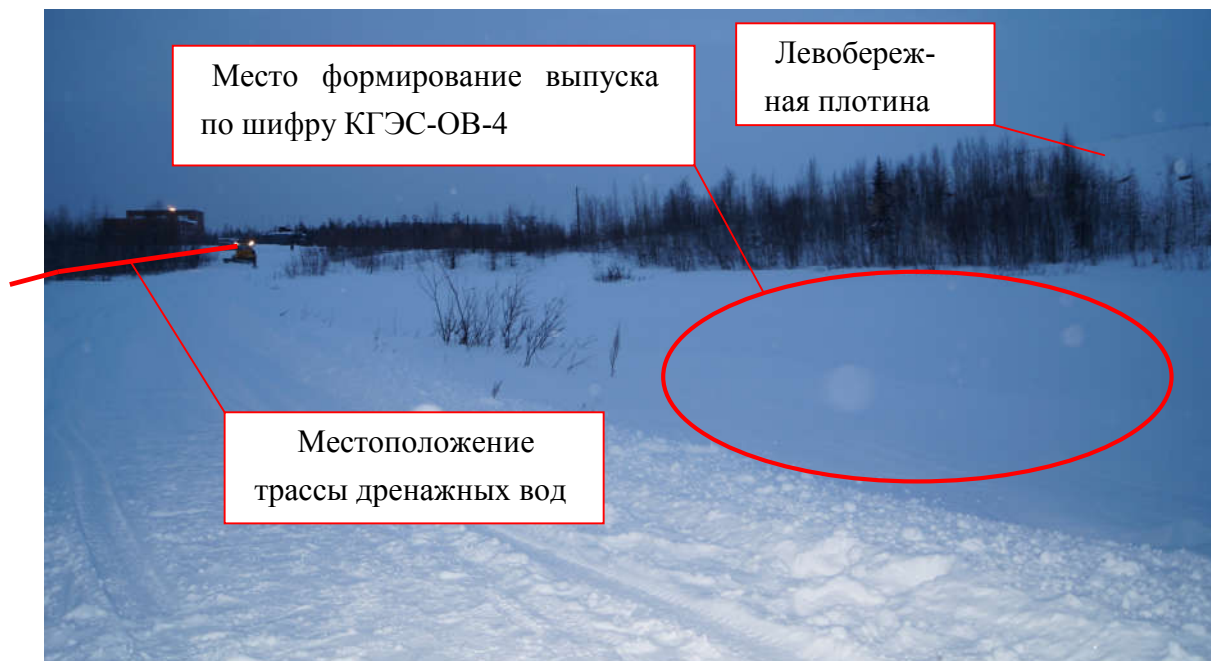 Место формирование выпуска
по шифру КГЭС-ОВ-4
Левобереж-
ная плотина
Местоположение
трассы дренажных вод